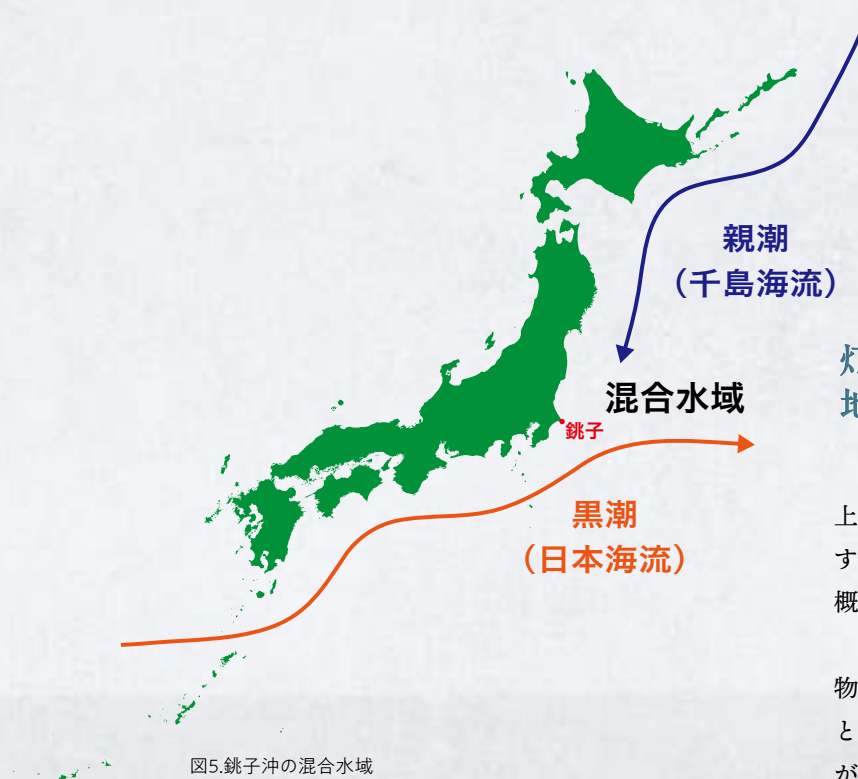 親潮
（千島海流）
混合水域
銚子
黒潮
（日本海流）
図5.銚子沖の混合水域
地
上
す
概
物
と
が